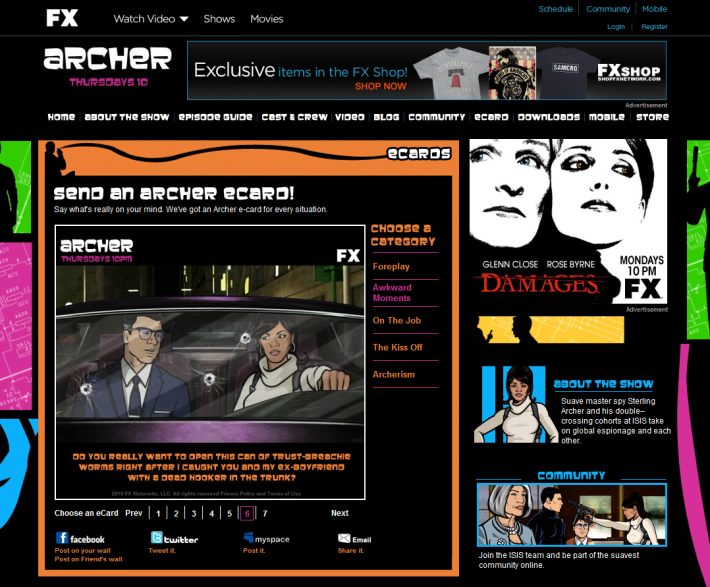 FX
Watch Video Shows Movies
Schedule Community Mobile
Login Register
ARCHER
THURSDAYS 10
Exclusive items in the FX Shop!
SHOP NOW
SAMCRO
FXSHOP
SHOPFXNETWORK.COM
Advertisement
HOME ABOUT THE SHOW EPISODE GUIDE CAST & CREW VIDEO BLOG COMMUNITY ECARD DOWNLOADS MOBILE STORE
ECARDS
SEND AN ARCHER ECARD!
Say what's really on your mind. We've got an Archer e-card for every situation.
ARCHER
THURSDAYS 10PM
FX
DO YOU REALLY WANT TO OPEN THIS CAN OF TRUST-BREACHIE
WORMS RIGHT AFTER I CAUGHT YOU AND MY EX-BOYFRIEND
WITH A DEAD HOOKER IN THE TRUNK?
2010 FX Networks, LLC. All rights reserved Privacy Policy and Terms of Use
CHOOSE A
CATEGORY
Foreplay
Awkward
Moments
On The Job
The Kiss Off
Archerism
Choose an eCard Prev 1 2 3 4 5 6 7 Next
facebook
Post on your wall
Post on Friend's wall
twitter
Tweet it.
myspace
Post it.
Email
Share it.
GLENN CLOSE ROSE BYRNE
DAMAGES
MONDAYS
10 PM
FX
Advertisement
ABOUT THE SHOW
Suave master spy Sterling
Archer and his double–
crossing cohorts at ISIS take
on global espionage and each
other.
COMMUNITY
Join the ISIS team and be part of the suavest
community online.